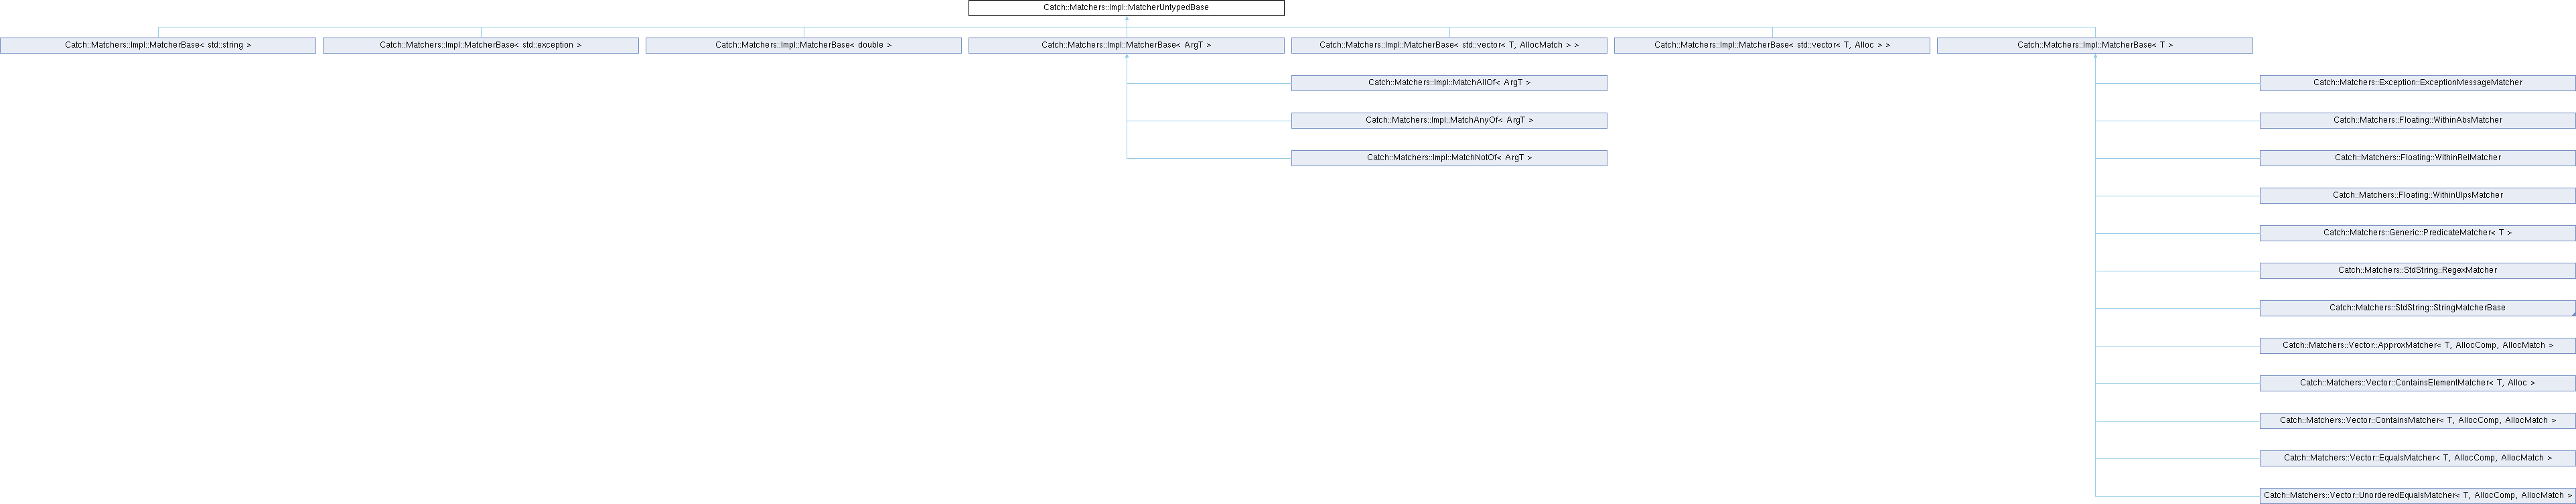 Catch::Matchers::Impl::MatcherUntypedBase
Catch::Matchers::Impl::MatcherBase< std::string >
Catch::Matchers::Impl::MatcherBase< std::exception >
Catch::Matchers::Impl::MatcherBase< double >
Catch::Matchers::Impl::MatcherBase< ArgT >
Catch::Matchers::Impl::MatcherBase< std::vector< T, AllocMatch > >
Catch::Matchers::Impl::MatcherBase< std::vector< T, Alloc > >
Catch::Matchers::Impl::MatcherBase< T >
Catch::Matchers::Impl::MatchAllOf< ArgT >
Catch::Matchers::Exception::ExceptionMessageMatcher
Catch::Matchers::Impl::MatchAnyOf< ArgT >
Catch::Matchers::Floating::WithinAbsMatcher
Catch::Matchers::Impl::MatchNotOf< ArgT >
Catch::Matchers::Floating::WithinRelMatcher
Catch::Matchers::Floating::WithinUlpsMatcher
Catch::Matchers::Generic::PredicateMatcher< T >
Catch::Matchers::StdString::RegexMatcher
Catch::Matchers::StdString::StringMatcherBase
Catch::Matchers::Vector::ApproxMatcher< T, AllocComp, AllocMatch >
Catch::Matchers::Vector::ContainsElementMatcher< T, Alloc >
Catch::Matchers::Vector::ContainsMatcher< T, AllocComp, AllocMatch >
Catch::Matchers::Vector::EqualsMatcher< T, AllocComp, AllocMatch >
Catch::Matchers::Vector::UnorderedEqualsMatcher< T, AllocComp, AllocMatch >